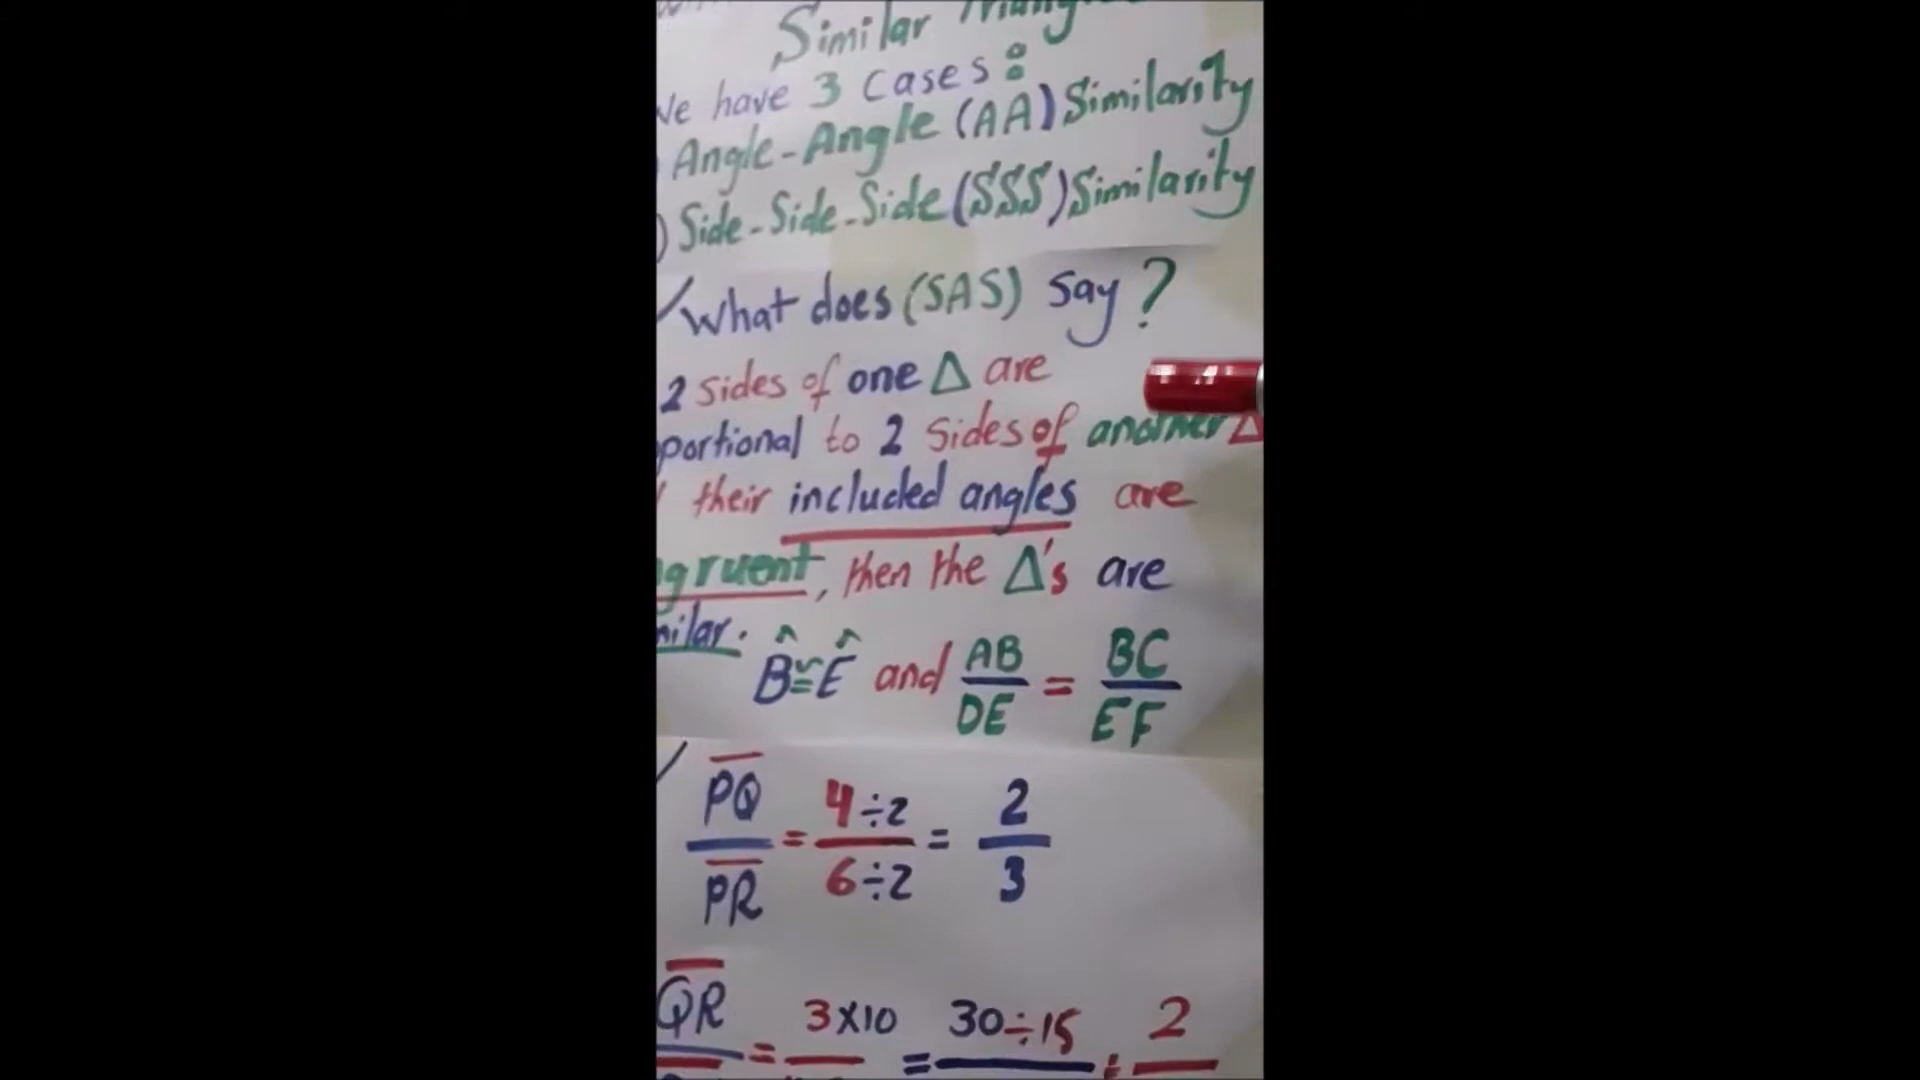 Similar
We have 3 Cases:
Angle-Angle (AA) Similarity
) Side-Side-Side (SSS) Similarity
What does (SAS) say?
2 sides of one Δ are
portional to 2 sides of another Δ
their included angles are
gruent, then the Δ's are
milar.
B̂ ≅ Ê and AB/DE = BC/EF
PQ/PR = 4÷2/6÷2 = 2/3
QR = 3×10 = 30÷15 2